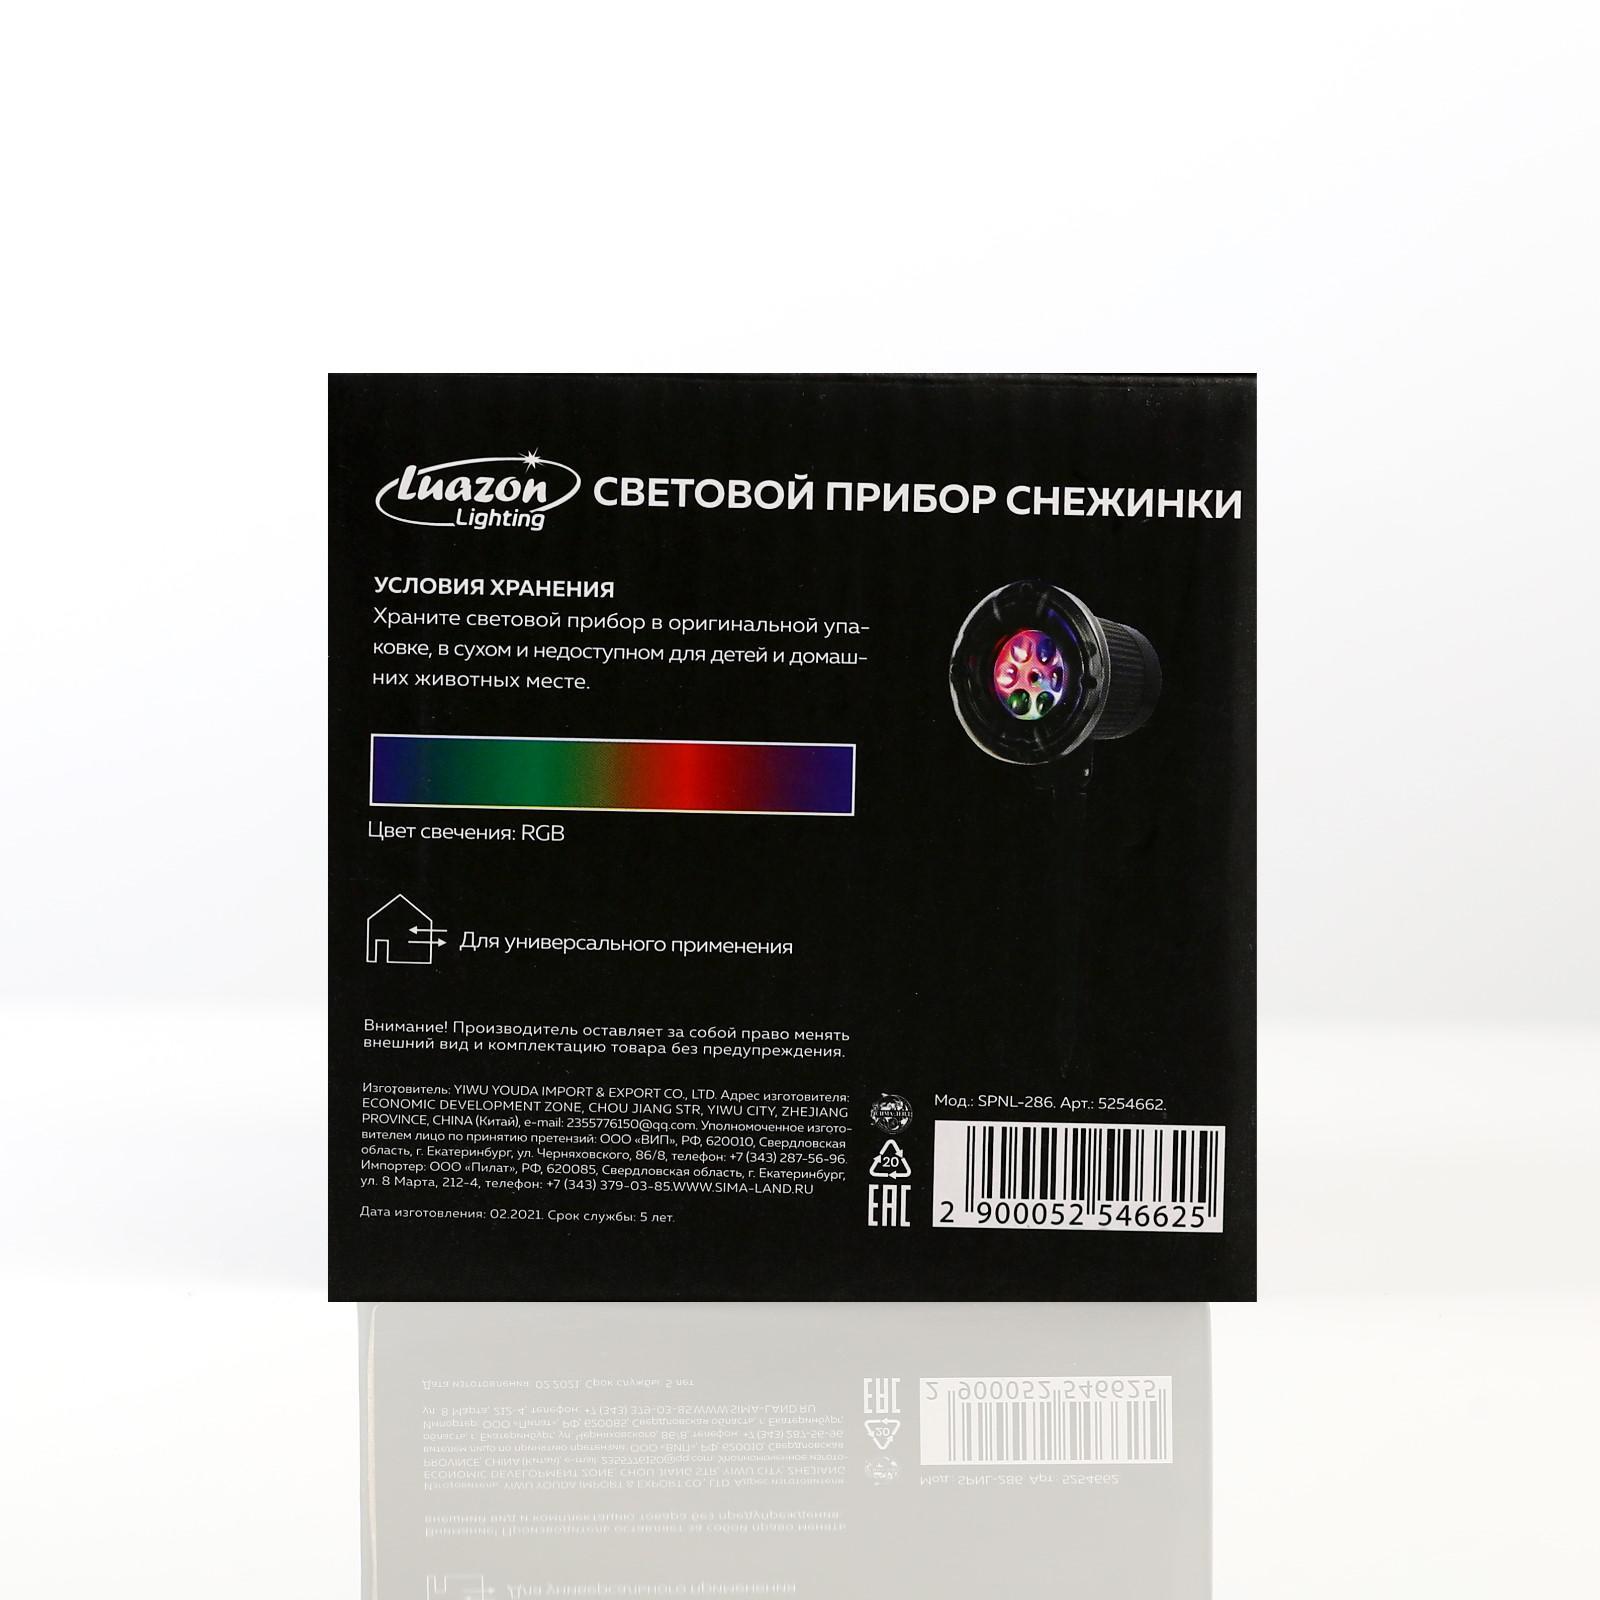 Luazon
Lighting
СВЕТОВОЙ ПРИБОР СНЕЖИНКИ
УСЛОВИЯ ХРАНЕНИЯ
Храните световой прибор в оригинальной упа-
ковке, в сухом и недоступном для детей и домаш-
них животных месте.
Цвет свечения: RGB
Для универсального применения
Внимание! Производитель оставляет за собой право менять
внешний вид и комплектацию товара без предупреждения.
Изготовитель: YIWU YOUDA IMPORT & EXPORT CO., LTD. Адрес изготовителя:
ECONOMIC DEVELOPMENT ZONE, CHOU JIANG STR, YIWU CITY, ZHEJIANG
PROVINCE, CHINA (Китай), e-mail: 2355776150@qq.com. Уполномоченное изгото-
вителем лицо по принятию претензий: ООО «ВИП», РФ, 620010, Свердловская
область, г. Екатеринбург, ул. Черняховского, 86/8, телефон: +7 (343) 287-56-96.
Импортер: ООО «Пилат», РФ, 620085, Свердловская область, г. Екатеринбург,
ул. 8 Марта, 212-4, телефон: +7 (343) 379-03-85.WWW.SIMA-LAND.RU
Дата изготовления: 02.2021. Срок службы: 5 лет.
20
EAC
Мод.: SPNL-286. Арт.: 5254662.
2 900052 546625